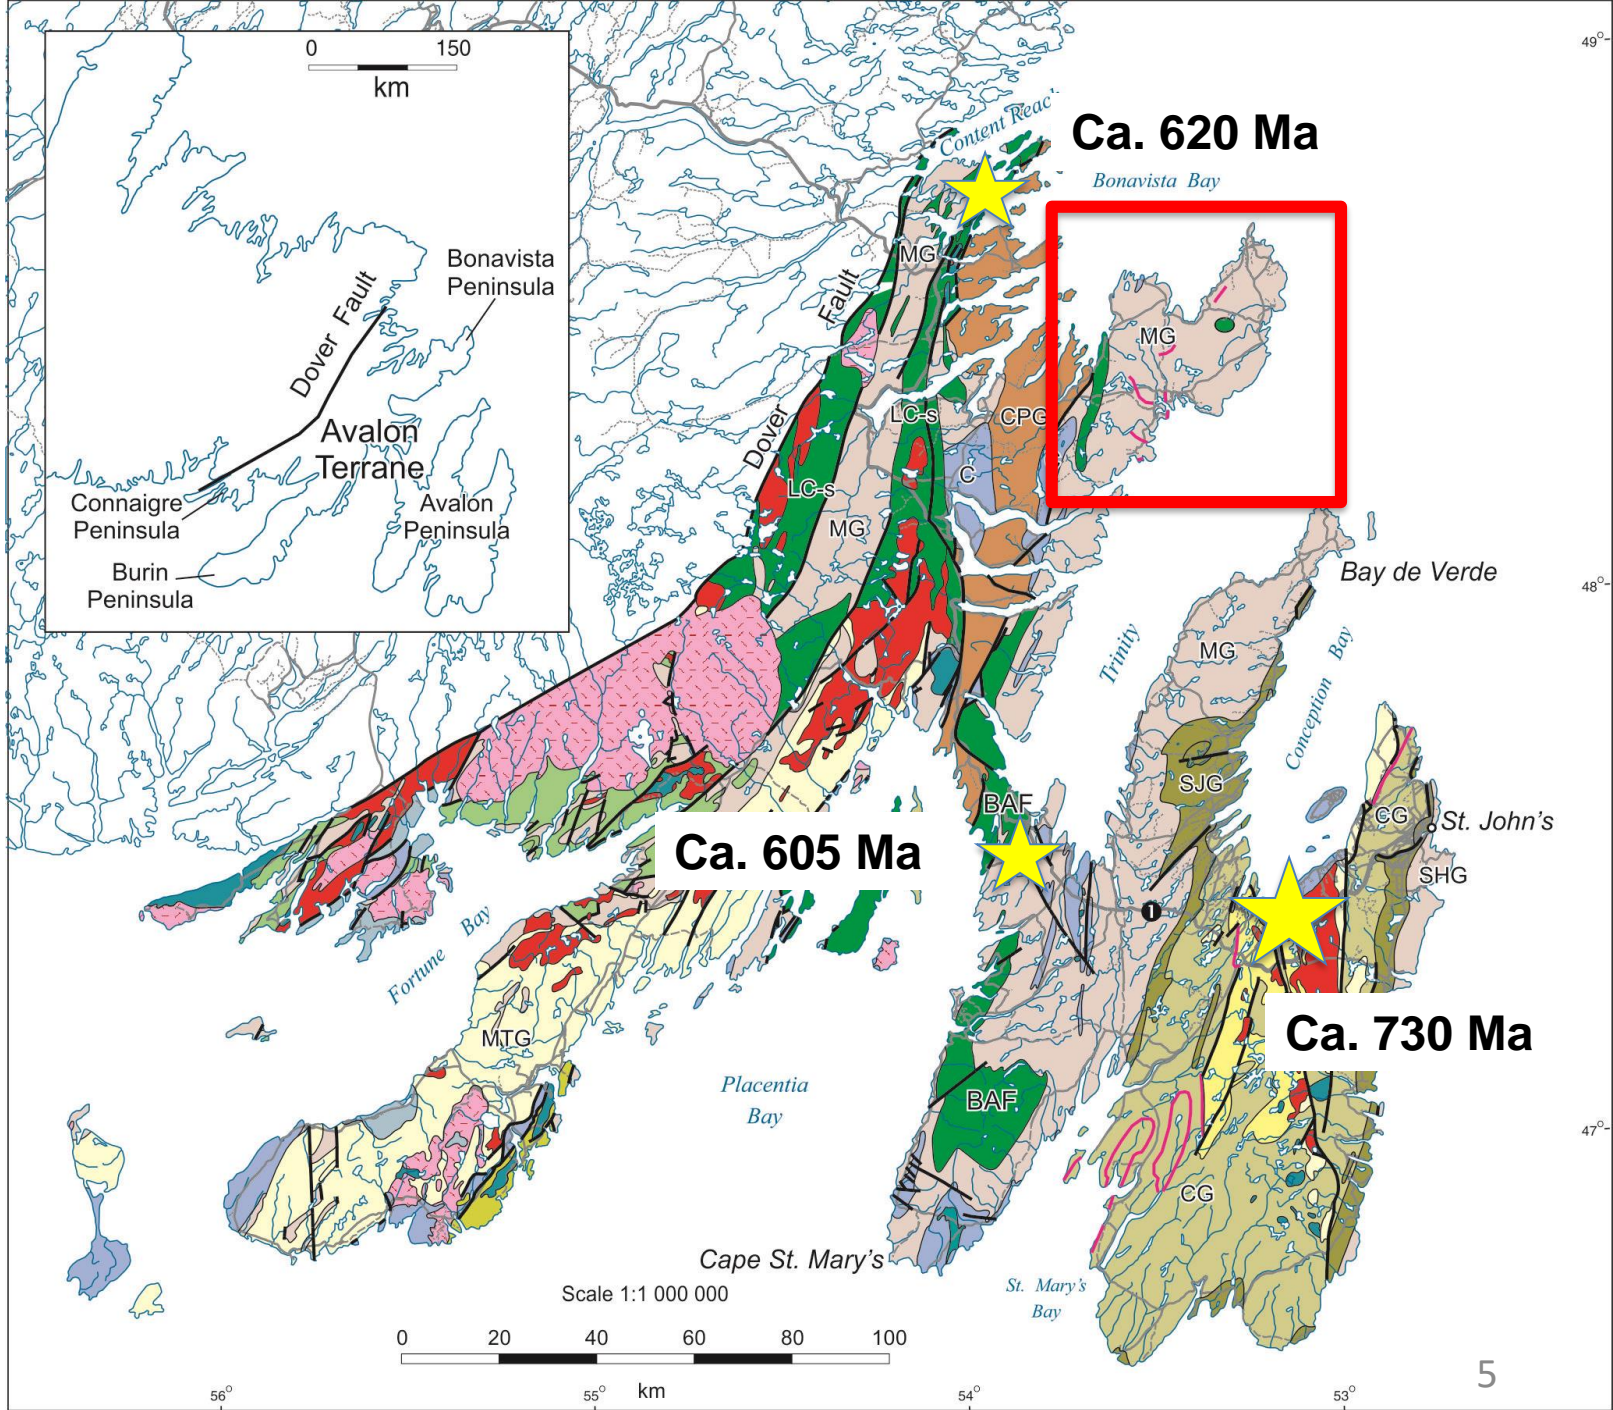 0 150
km
Bonavista
Peninsula
Dover Fault
Avalon
Terrane
Connaigre
Peninsula
Avalon
Peninsula
Burin
Peninsula
49°
Content Reach
Ca. 620 Ma
Bonavista Bay
MG
Fault
MG
LC-s
CPG
Dover
C
LC-s
MG
Bay de Verde
48°
Trinity
MG
Conception Bay
SJG
BAF
CG
St. John's
Ca. 605 Ma
SHG
1
Fortune Bay
Ca. 730 Ma
MTG
Placentia
Bay
BAF
47°
CG
Cape St. Mary's
St. Mary's
Bay
Scale 1:1 000 000
0 20 40 60 80 100
km
56° 55° 54° 53°
5